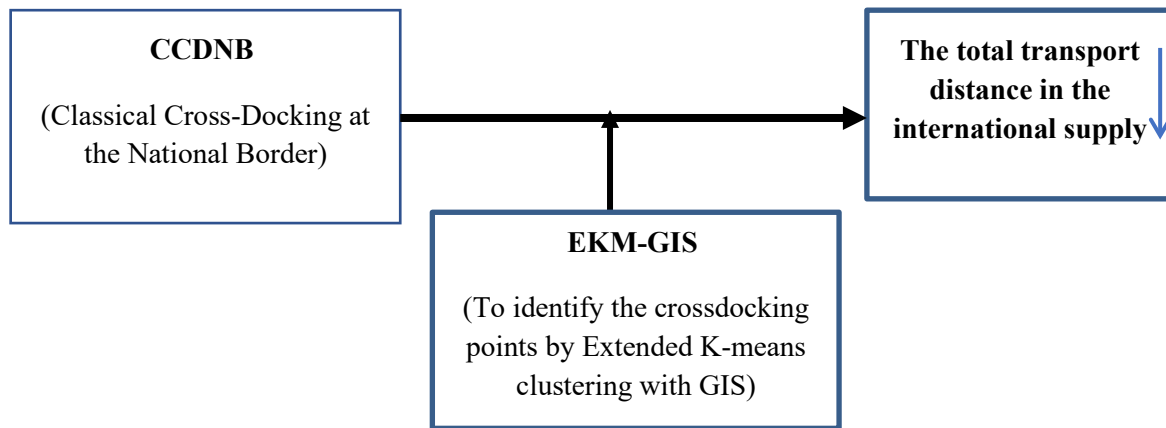 CCDNB
(Classical Cross-Docking at
the National Border)
The total transport
distance in the
international supply
EKM-GIS
(To identify the crossdocking
points by Extended K-means
clustering with GIS)